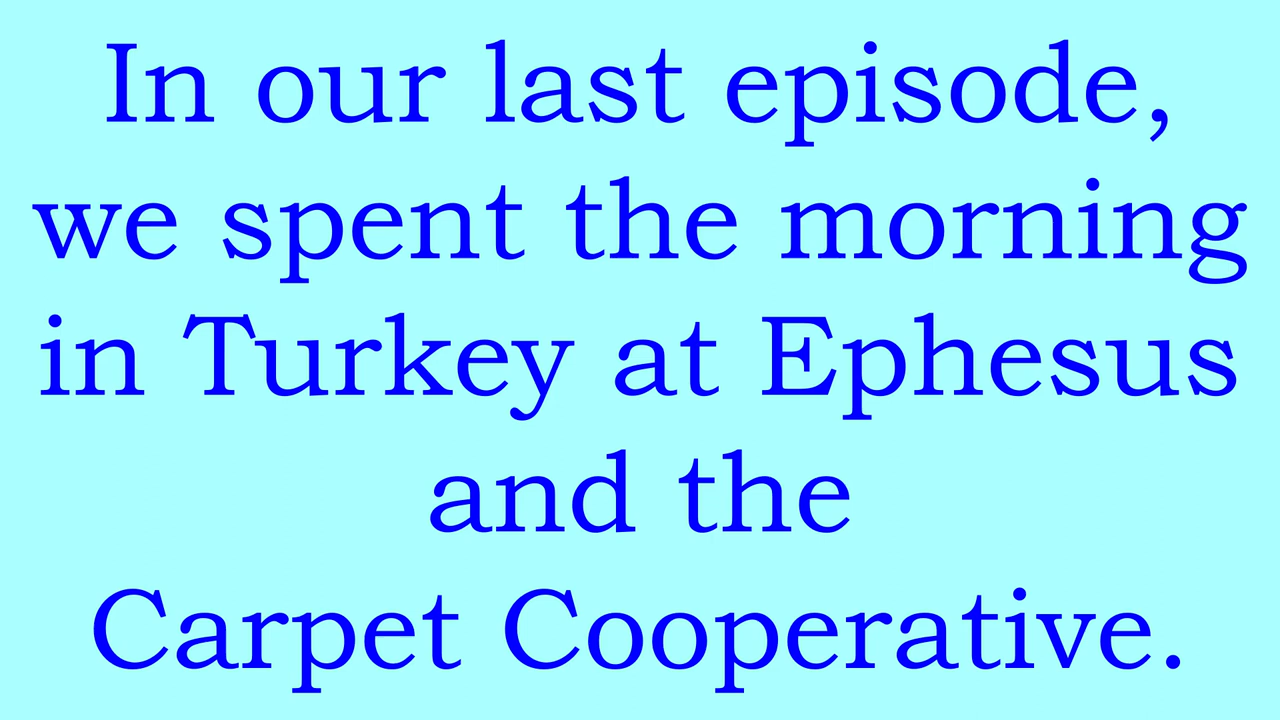 In our last episode,
we spent the morning
in Turkey at Ephesus
and the
Carpet Cooperative.